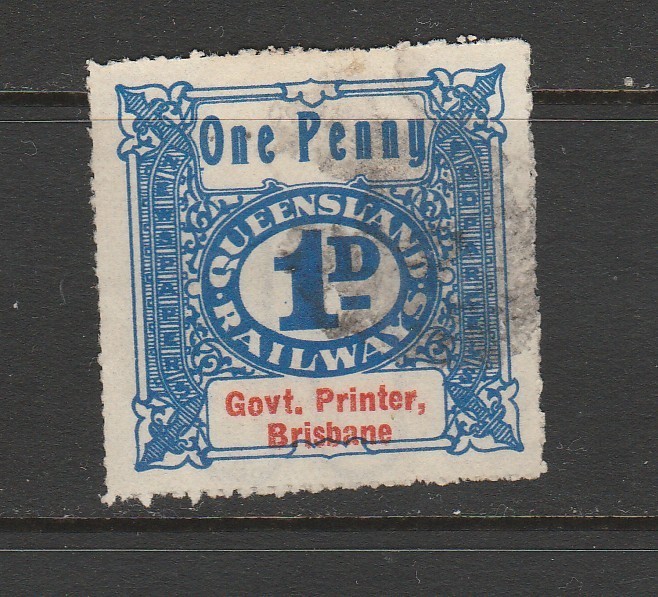 One Penny
QUEENSLAND
1D
RAILWAYS
Govt. Printer,
Brisbane